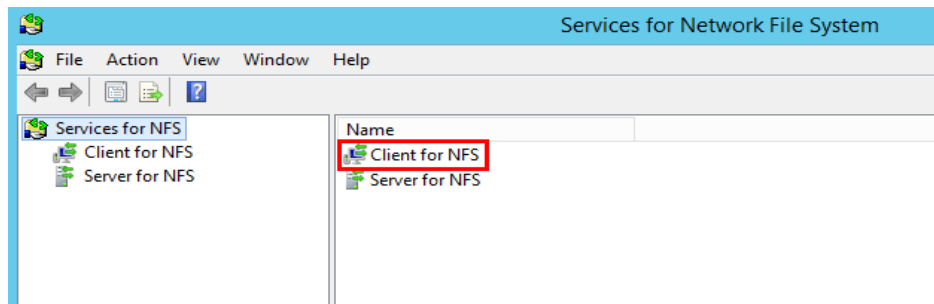 Services for Network File System
File Action View Window Help
Services for NFS
Client for NFS
Server for NFS
Name
Client for NFS
Server for NFS